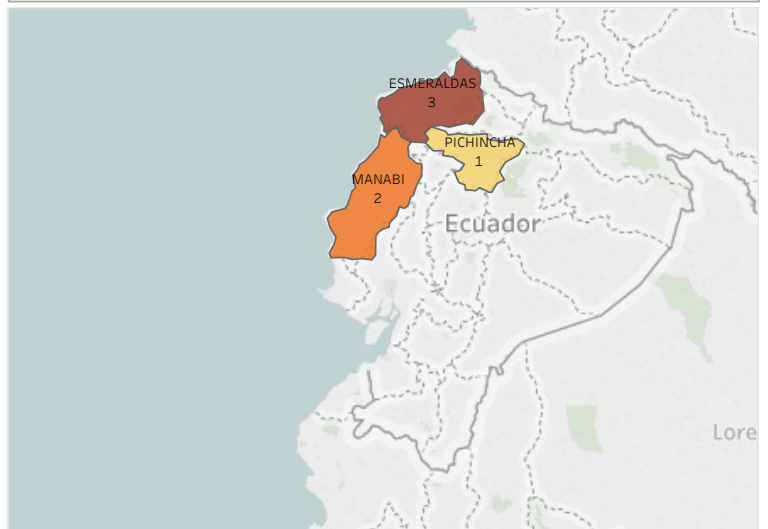 ESMERALDAS
3
PICHINCHA
1
MANABI
2
Ecuador
Lore